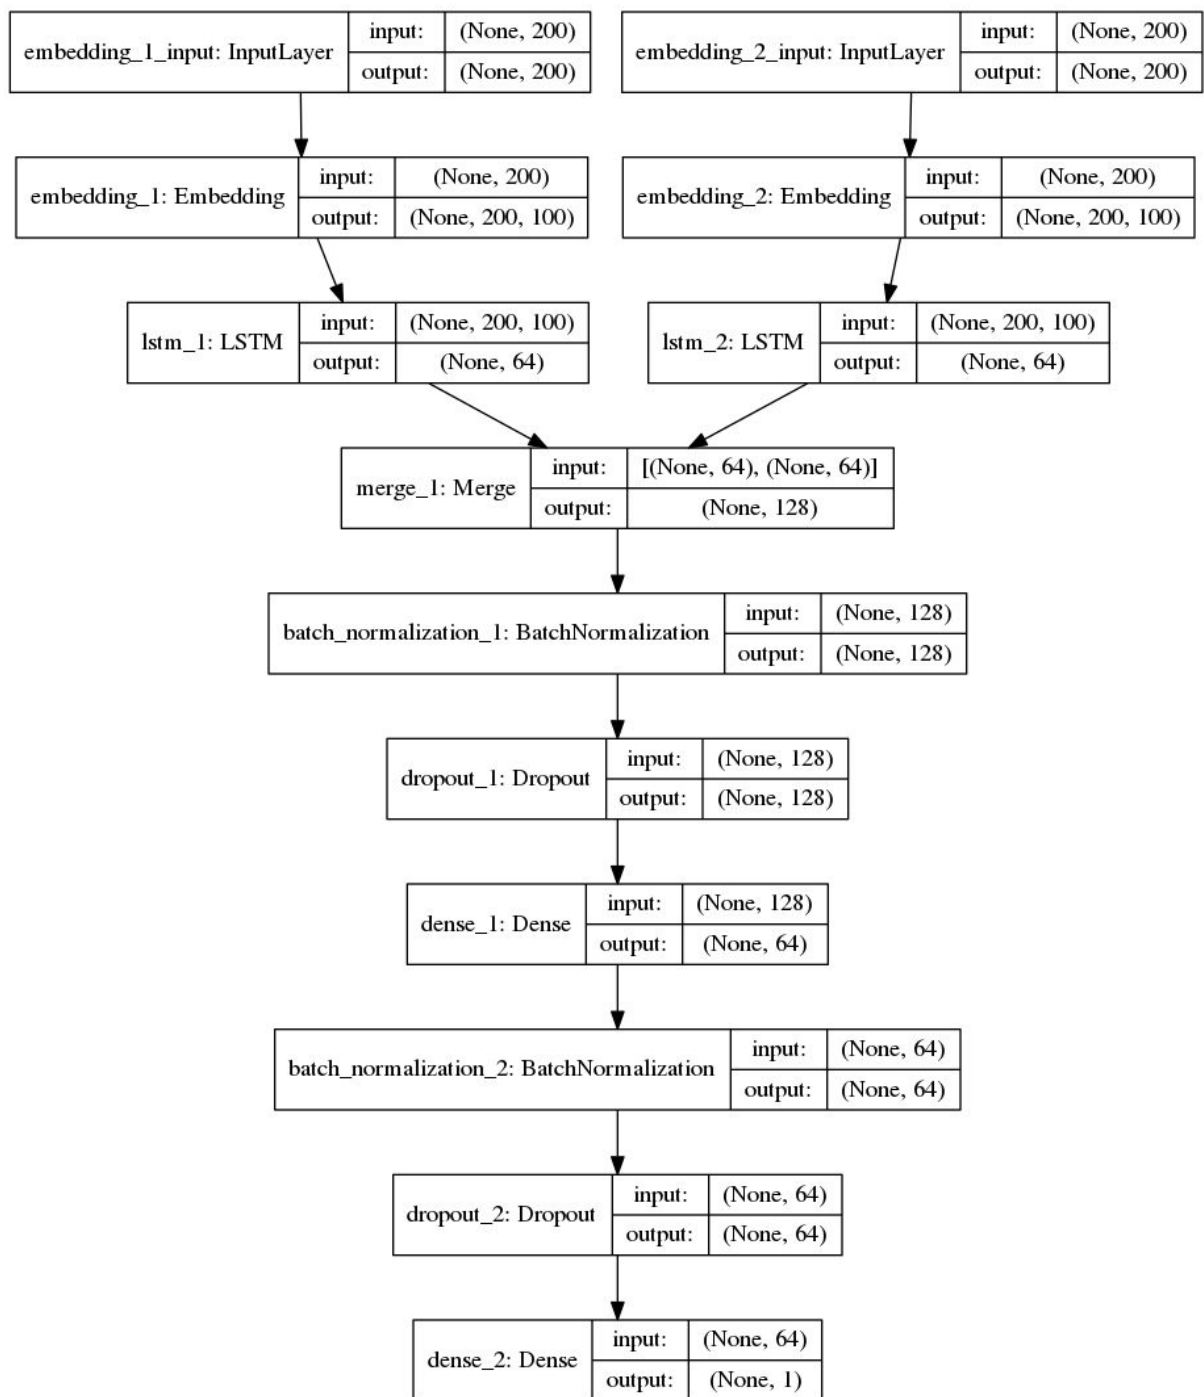 embedding_1_input: InputLayer input: (None, 200)
output: (None, 200)
embedding_2_input: InputLayer input: (None, 200)
output: (None, 200)
embedding_1: Embedding input: (None, 200)
output: (None, 200, 100)
embedding_2: Embedding input: (None, 200)
output: (None, 200, 100)
lstm_1: LSTM input: (None, 200, 100)
output: (None, 64)
lstm_2: LSTM input: (None, 200, 100)
output: (None, 64)
merge_1: Merge input: [(None, 64), (None, 64)]
output: (None, 128)
batch_normalization_1: BatchNormalization input: (None, 128)
output: (None, 128)
dropout_1: Dropout input: (None, 128)
output: (None, 128)
dense_1: Dense input: (None, 128)
output: (None, 64)
batch_normalization_2: BatchNormalization input: (None, 64)
output: (None, 64)
dropout_2: Dropout input: (None, 64)
output: (None, 64)
dense_2: Dense input: (None, 64)
output: (None, 1)